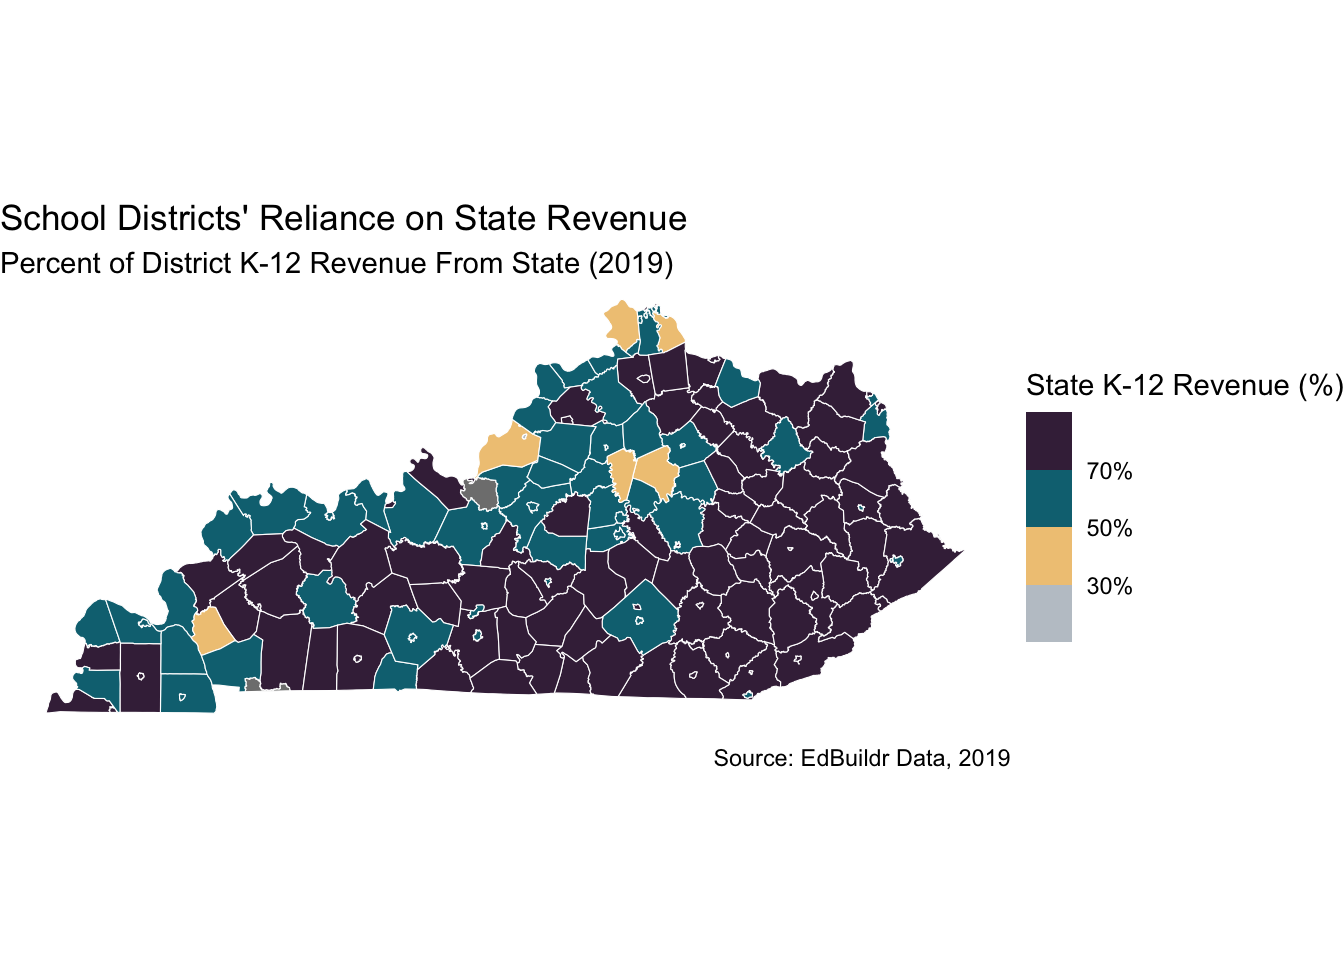 School Districts' Reliance on State Revenue
Percent of District K-12 Revenue From State (2019)
State K-12 Revenue (%)
70%
50%
30%
Source: EdBuildr Data, 2019